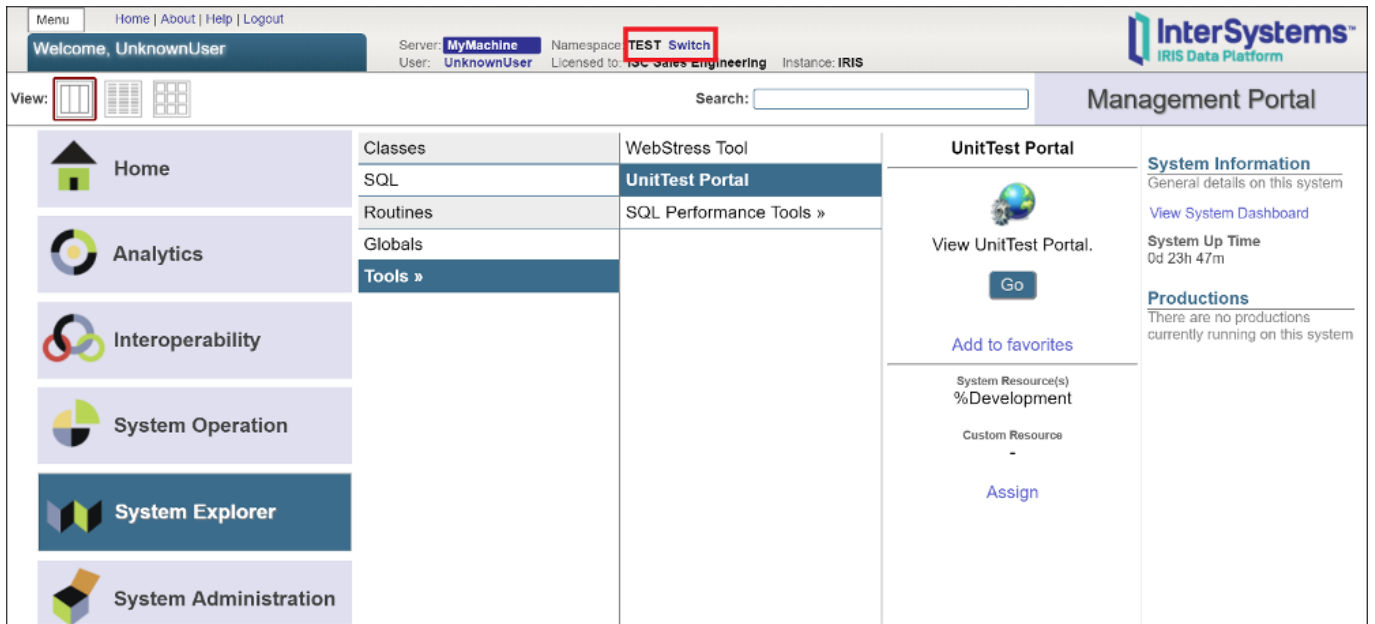 Menu Home | About | Help | Logout
Welcome, UnknownUser
Server: MyMachine Namespace: TEST Switch
User: UnknownUser Licensed to: ISC Sales Engineering Instance: IRIS
InterSystems™
IRIS Data Platform
View: Search: Management Portal
Home
Analytics
Interoperability
System Operation
System Explorer
System Administration
Classes
SQL
Routines
Globals
Tools »
WebStress Tool
UnitTest Portal
SQL Performance Tools »
UnitTest Portal
View UnitTest Portal.
Go
Add to favorites
System Resource(s)
%Development
Custom Resource
-
Assign
System Information
General details on this system
View System Dashboard
System Up Time
0d 23h 47m
Productions
There are no productions
currently running on this system